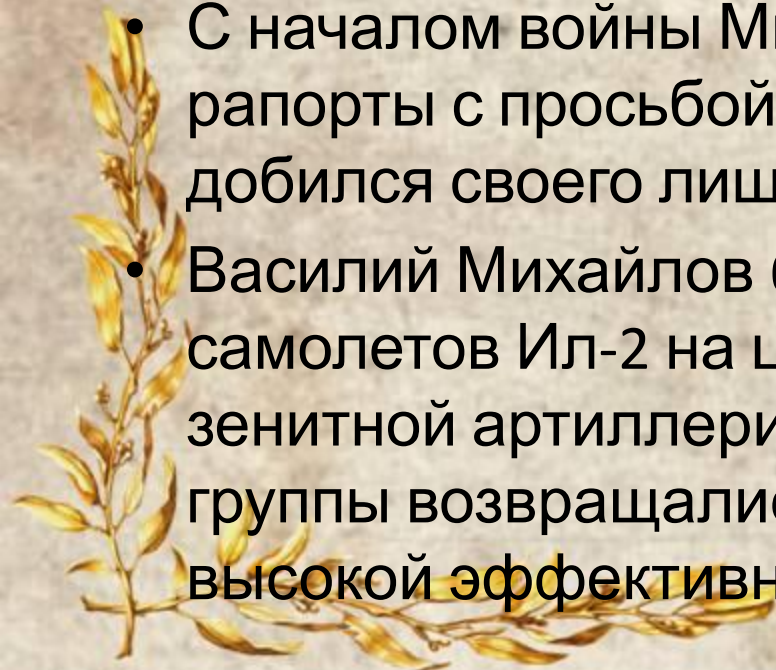 • С началом войны Ми
рапорты с просьбой
добился своего лиш
• Василий Михайлов б
самолетов Ил-2 на ц
зенитной артиллери
группы возвращалис
высокой эффективн